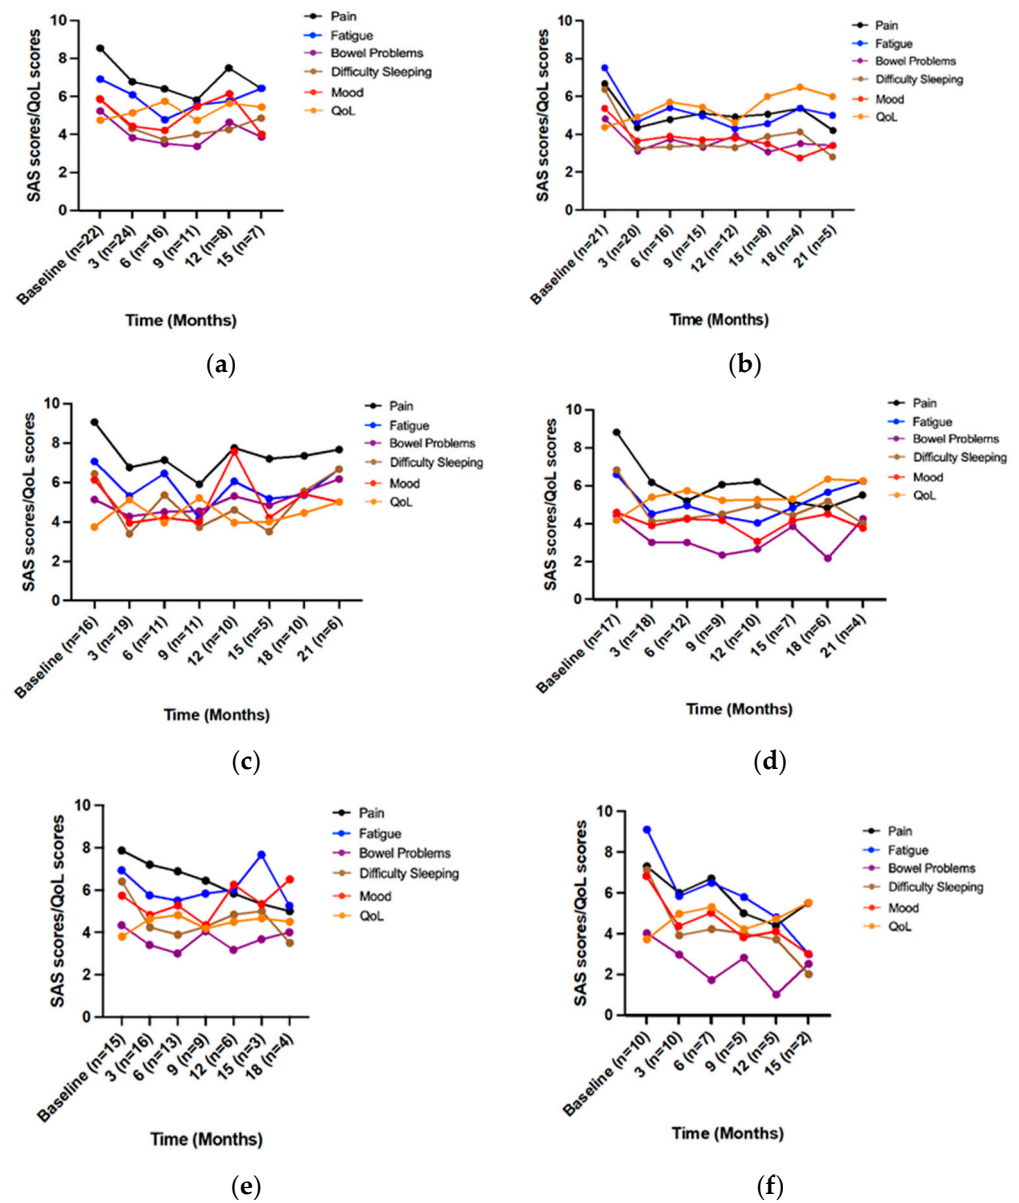 SAS scores/QoL scores
10
8
6
4
2
0
Pain
Fatigue
Bowel Problems
Difficulty Sleeping
Mood
QoL
Baseline (n=22)
3 (n=24)
6 (n=16)
9 (n=11)
12 (n=8)
15 (n=7)
Time (Months)
(a)
SAS scores/QoL scores
10
8
6
4
2
0
Pain
Fatigue
Bowel Problems
Difficulty Sleeping
Mood
QoL
Baseline (n=21)
3 (n=20)
6 (n=16)
9 (n=15)
12 (n=12)
15 (n=8)
18 (n=4)
21 (n=5)
Time (Months)
(b)
SAS scores/QoL scores
10
8
6
4
2
0
Pain
Fatigue
Bowel Problems
Difficulty Sleeping
Mood
QoL
Baseline (n=16)
3 (n=19)
6 (n=11)
9 (n=11)
12 (n=10)
15 (n=5)
18 (n=10)
21 (n=6)
Time (Months)
(c)
SAS scores/QoL scores
10
8
6
4
2
0
Pain
Fatigue
Bowel Problems
Difficulty Sleeping
Mood
QoL
Baseline (n=17)
3 (n=18)
6 (n=12)
9 (n=9)
12 (n=10)
15 (n=7)
18 (n=6)
21 (n=4)
Time (Months)
(d)
SAS scores/QoL scores
10
8
6
4
2
0
Pain
Fatigue
Bowel Problems
Difficulty Sleeping
Mood
QoL
Baseline (n=15)
3 (n=16)
6 (n=13)
9 (n=9)
12 (n=6)
15 (n=3)
18 (n=4)
Time (Months)
(e)
SAS scores/QoL scores
10
8
6
4
2
0
Pain
Fatigue
Bowel Problems
Difficulty Sleeping
Mood
QoL
Baseline (n=10)
3 (n=10)
6 (n=7)
9 (n=5)
12 (n=5)
15 (n=2)
Time (Months)
(f)